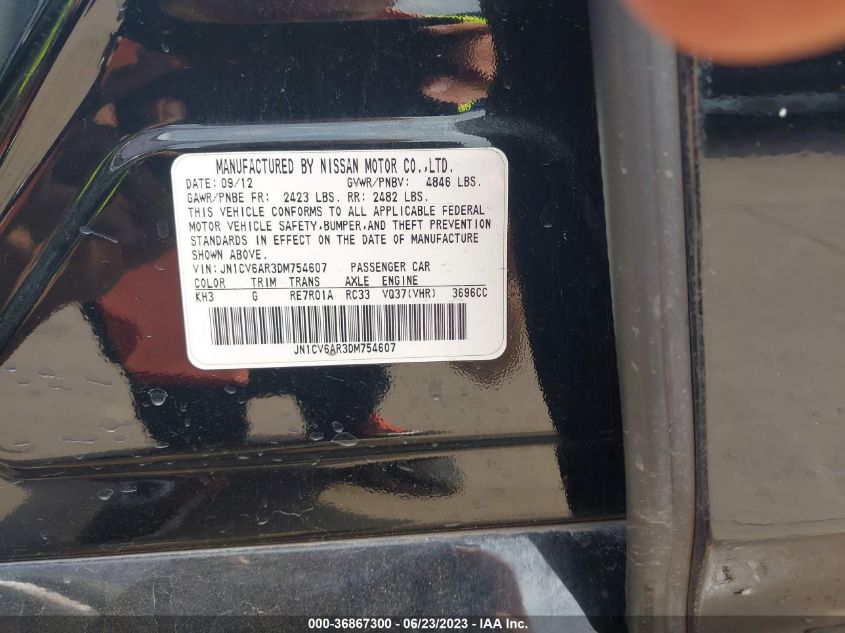 MANUFACTURED BY NISSAN MOTOR CO.,LTD.
DATE: 09/12 GVWR/PNBV: 4846 LBS.
GAWR/PNBE FR: 2423 LBS. RR: 2482 LBS.
THIS VEHICLE CONFORMS TO ALL APPLICABLE FEDERAL
MOTOR VEHICLE SAFETY,BUMPER,AND THEFT PREVENTION
STANDARDS IN EFFECT ON THE DATE OF MANUFACTURE
SHOWN ABOVE.
VIN: JN1CV6AR3DM754607 PASSENGER CAR
COLOR TRIM TRANS AXLE ENGINE
KH3 G RE7R01A RC33 VQ37(VHR) 3696CC
JN1CV6AR3DM754607
000-36867300 - 06/23/2023 - IAA Inc.